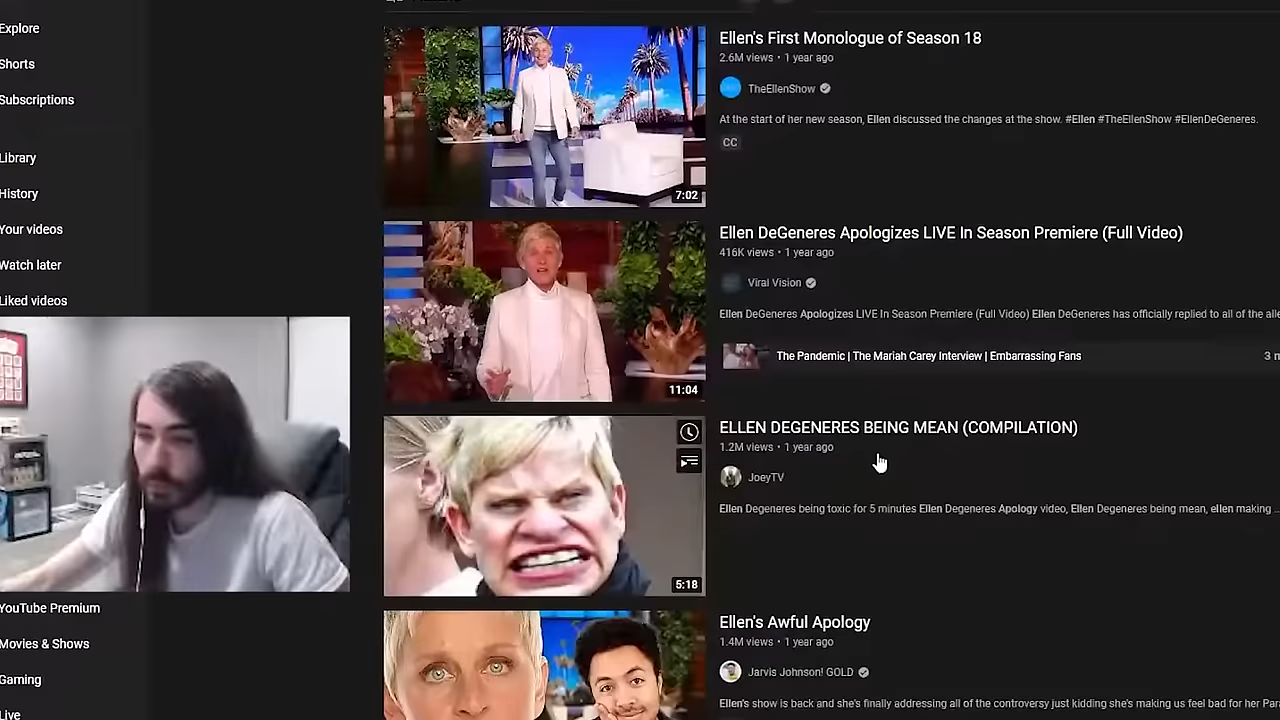 Explore
Shorts
Subscriptions
Library
History
Your videos
Watch later
Liked videos
YouTube Premium
Movies & Shows
Gaming
Live
Ellen's First Monologue of Season 18
2.6M views • 1 year ago
TheEllenShow
At the start of her new season, Ellen discussed the changes at the show. #Ellen #TheEllenShow #EllenDeGeneres.
CC
7:02
Ellen DeGeneres Apologizes LIVE In Season Premiere (Full Video)
416K views • 1 year ago
Viral Vision
Ellen DeGeneres Apologizes LIVE In Season Premiere (Full Video) Ellen DeGeneres has officially replied to all of the
The Pandemic | The Mariah Carey Interview | Embarrassing Fans
3
11:04
ELLEN DEGENERES BEING MEAN (COMPILATION)
1.2M views • 1 year ago
JoeyTV
Ellen Degeneres being toxic for 5 minutes Ellen Degeneres Apology video, Ellen Degeneres being mean, ellen making ...
5:18
Ellen's Awful Apology
1.4M views • 1 year ago
Jarvis Johnson! GOLD
Ellen's show is back and she's finally addressing all of the controversy just kidding she's making us feel bad for her